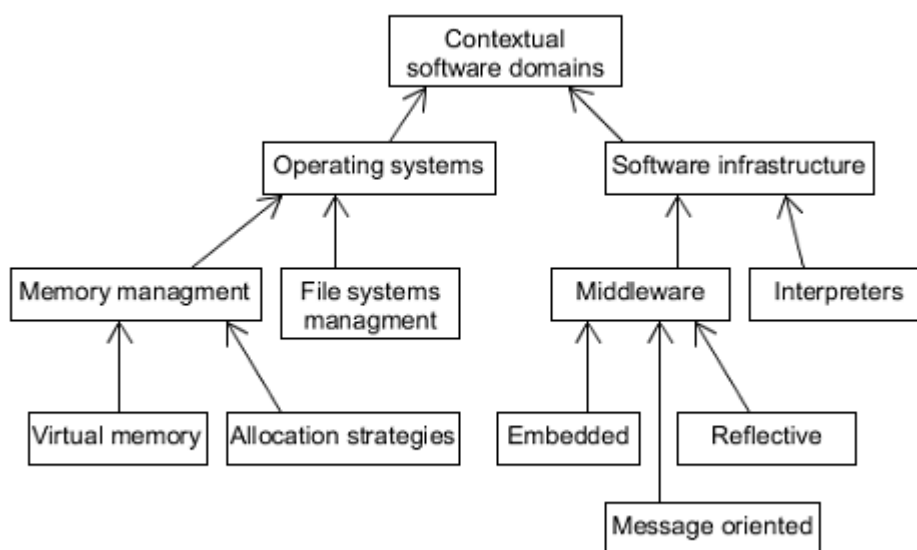 Contextual
software domains
Operating systems
Software infrastructure
Memory managment
File systems
managment
Middleware
Interpreters
Virtual memory
Allocation strategies
Embedded
Reflective
Message oriented